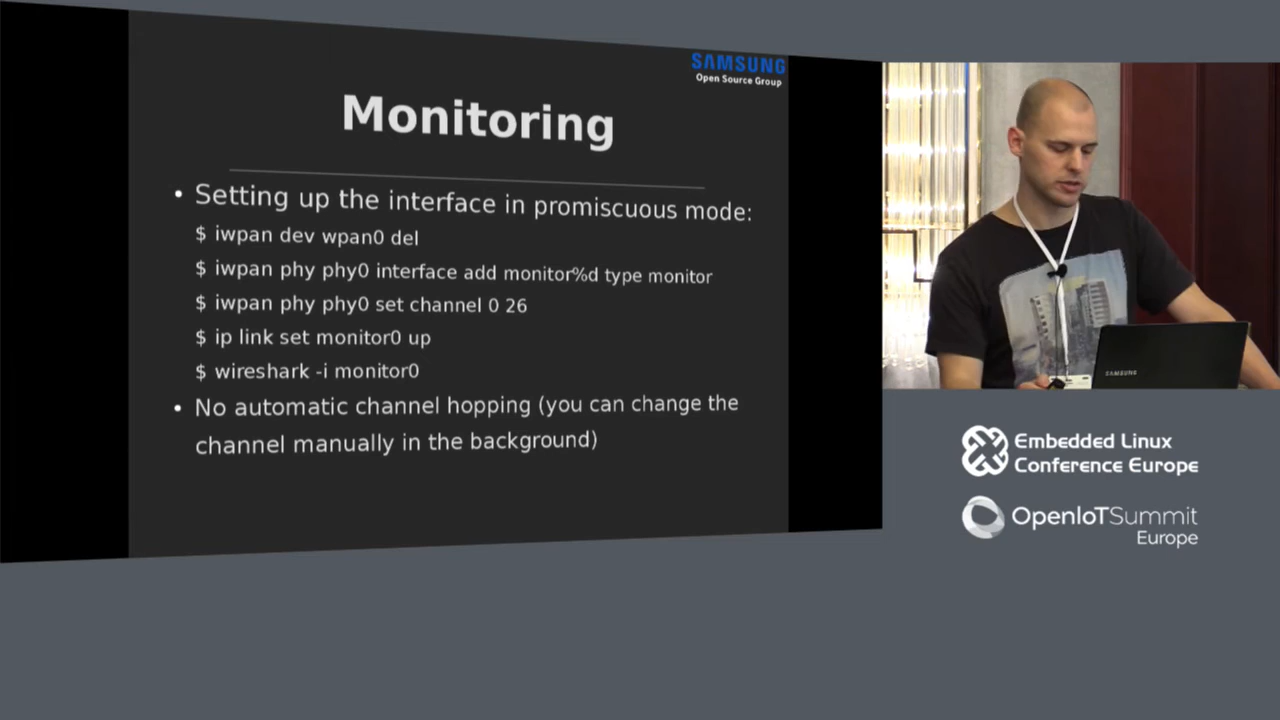 SAMSUNG
Open Source Group
Monitoring
• Setting up the interface in promiscuous mode:
$ iwpan dev wpan0 del
$ iwpan phy phy0 interface add monitor%d type monitor
$ iwpan phy phy0 set channel 0 26
$ ip link set monitor0 up
$ wireshark -i monitor0
• No automatic channel hopping (you can change the
channel manually in the background)
SAMSUNG
Embedded Linux
Conference Europe
OpenIoTSummit
Europe